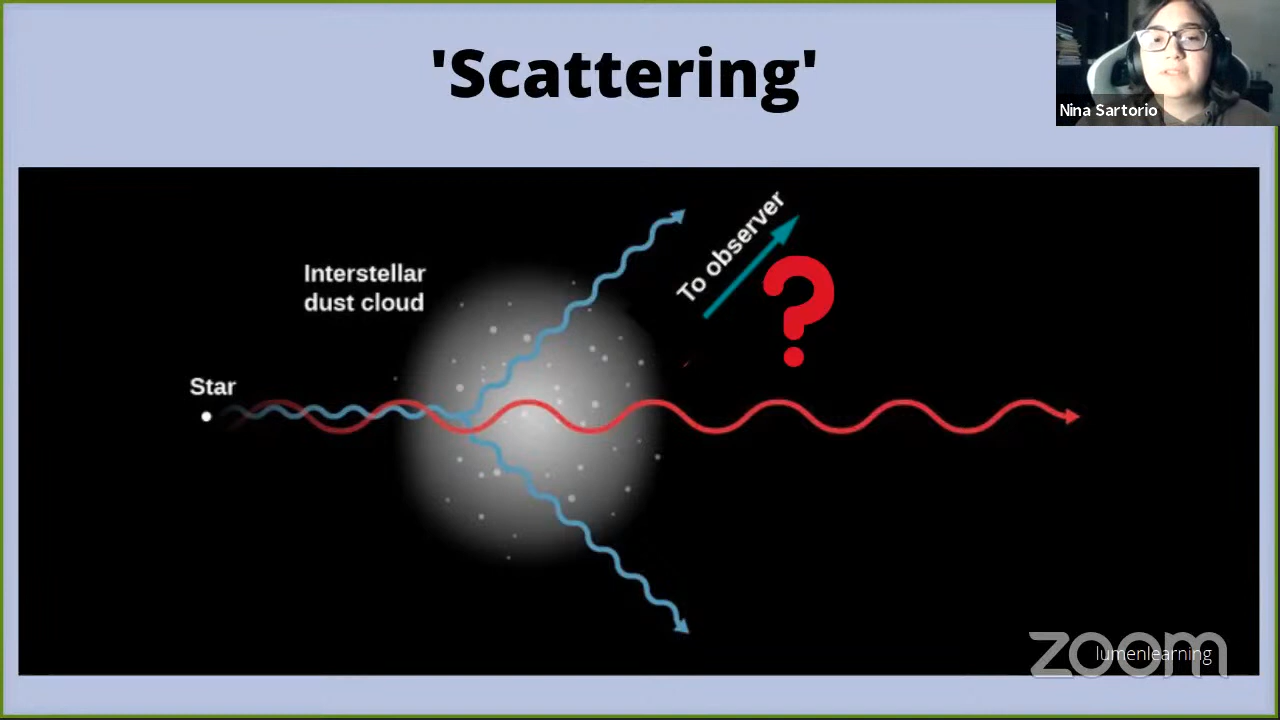 'Scattering'
Nina Sartorio
To observer
Interstellar
dust cloud
?
Star
zoom
lumenlearning